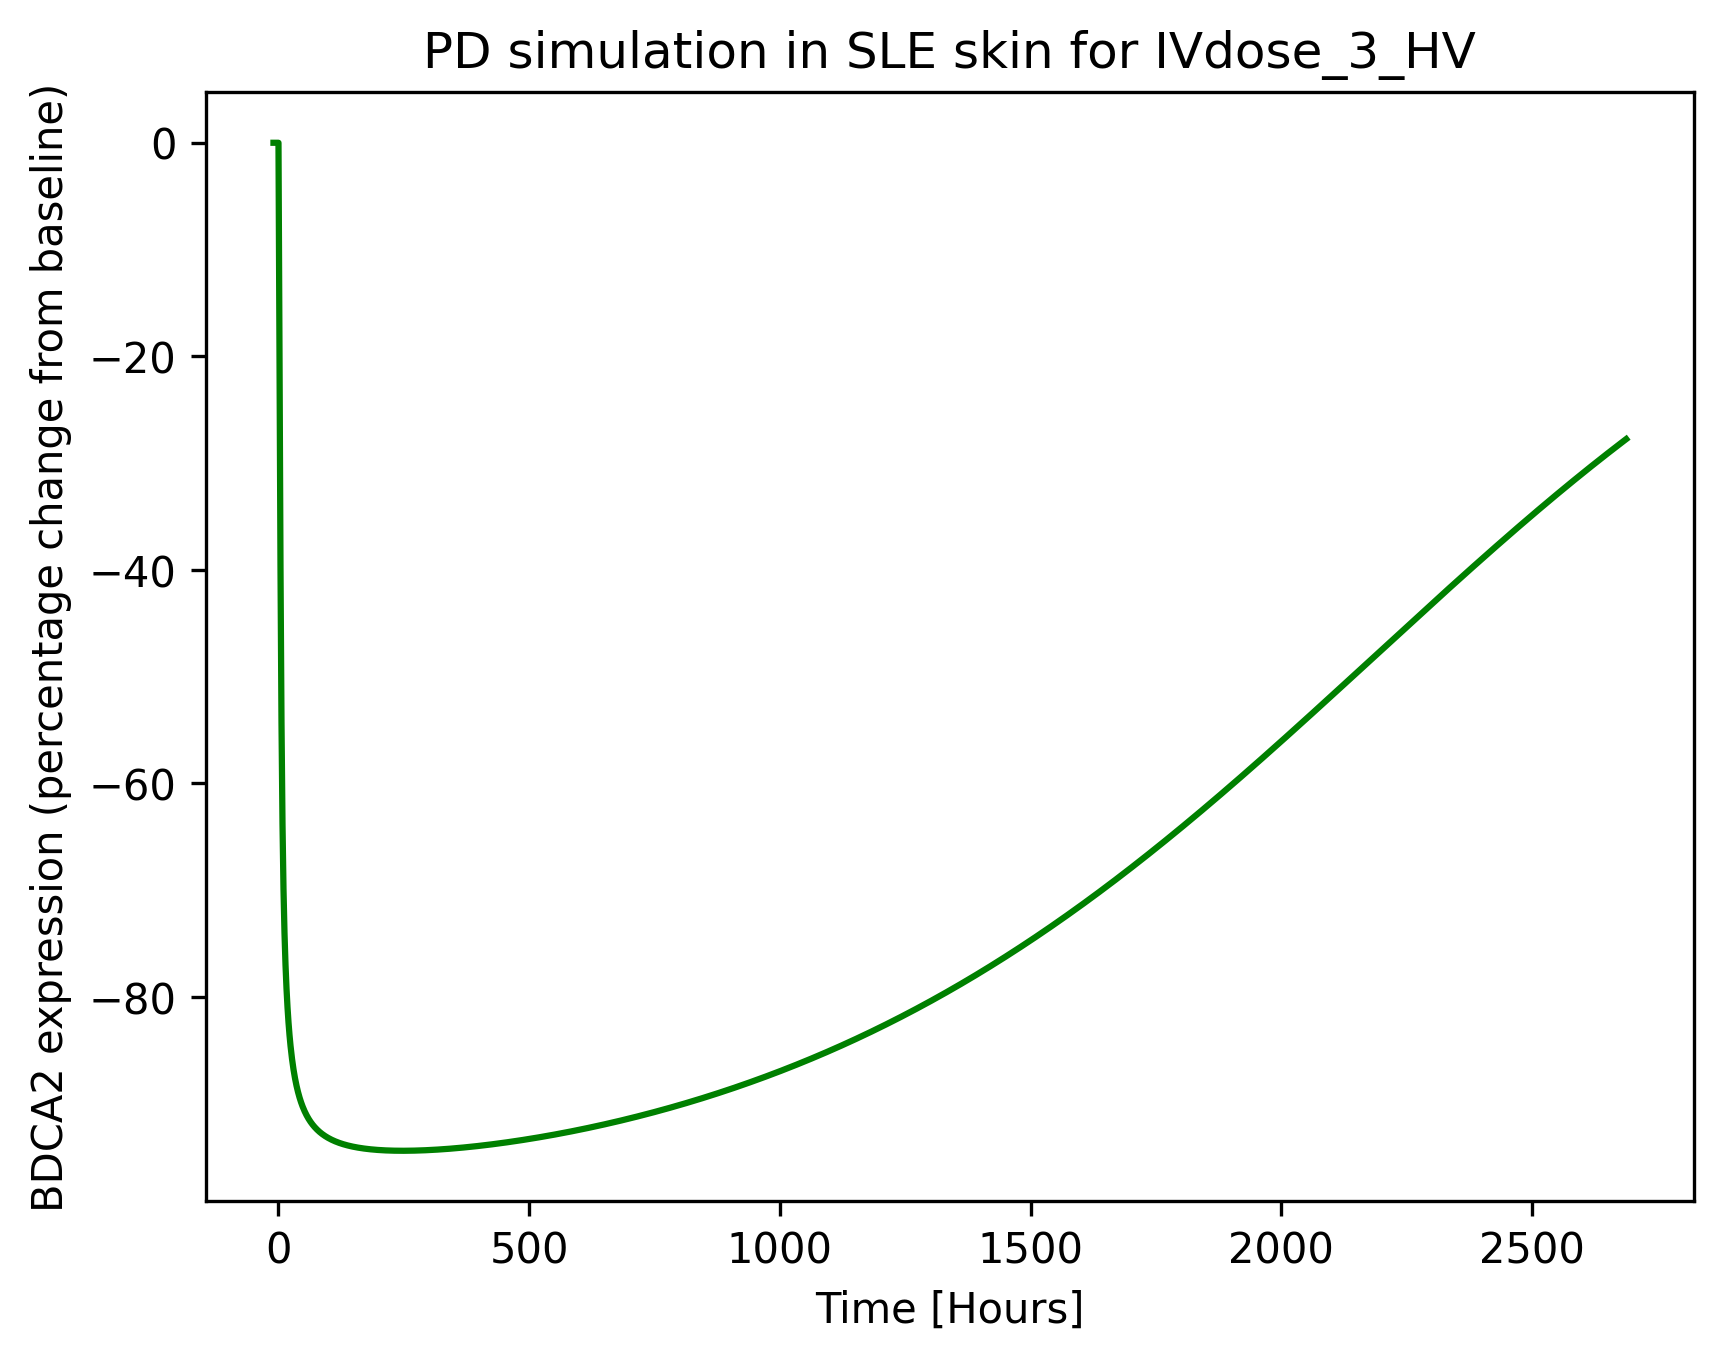 PD simulation in SLE skin for IVdose_3_HV
BDCA2 expression (percentage change from baseline)
0
−20
−40
−60
−80
0 500 1000 1500 2000 2500
Time [Hours]